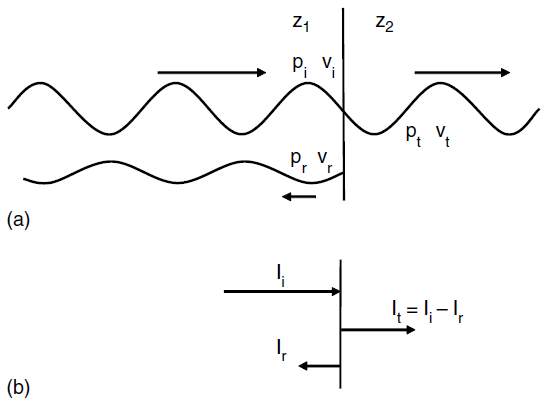 z₁ z₂
pᵢ vᵢ
pₜ vₜ
pᵣ vᵣ
(a)
Iᵢ
Iₜ = Iᵢ – Iᵣ
Iᵣ
(b)